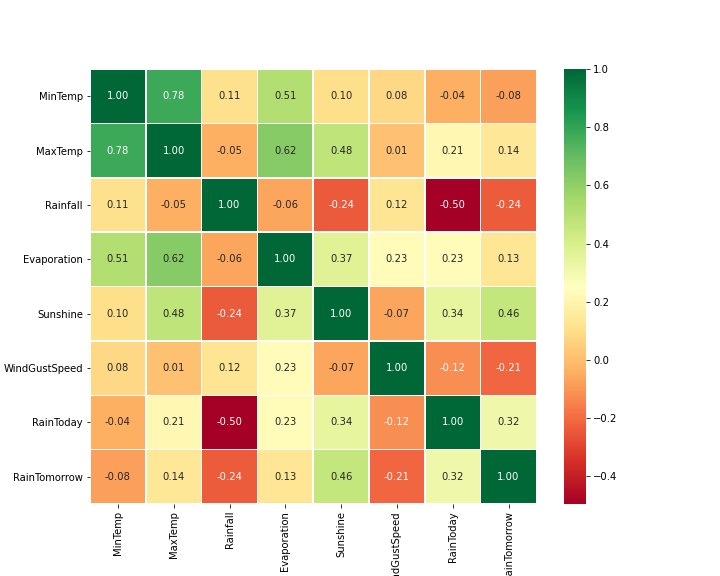 MinTemp 1.00 0.78 0.11 0.51 0.10 0.08 -0.04 -0.08
MaxTemp 0.78 1.00 -0.05 0.62 0.48 0.01 0.21 0.14
Rainfall 0.11 -0.05 1.00 -0.06 -0.24 0.12 -0.50 -0.24
Evaporation 0.51 0.62 -0.06 1.00 0.37 0.23 0.23 0.13
Sunshine 0.10 0.48 -0.24 0.37 1.00 -0.07 0.34 0.46
WindGustSpeed 0.08 0.01 0.12 0.23 -0.07 1.00 -0.12 -0.21
RainToday -0.04 0.21 -0.50 0.23 0.34 -0.12 1.00 0.32
RainTomorrow -0.08 0.14 -0.24 0.13 0.46 -0.21 0.32 1.00
MinTemp
MaxTemp
Rainfall
Evaporation
Sunshine
ndGustSpeed
RainToday
ainTomorrow
1.0
0.8
0.6
0.4
0.2
0.0
−0.2
−0.4